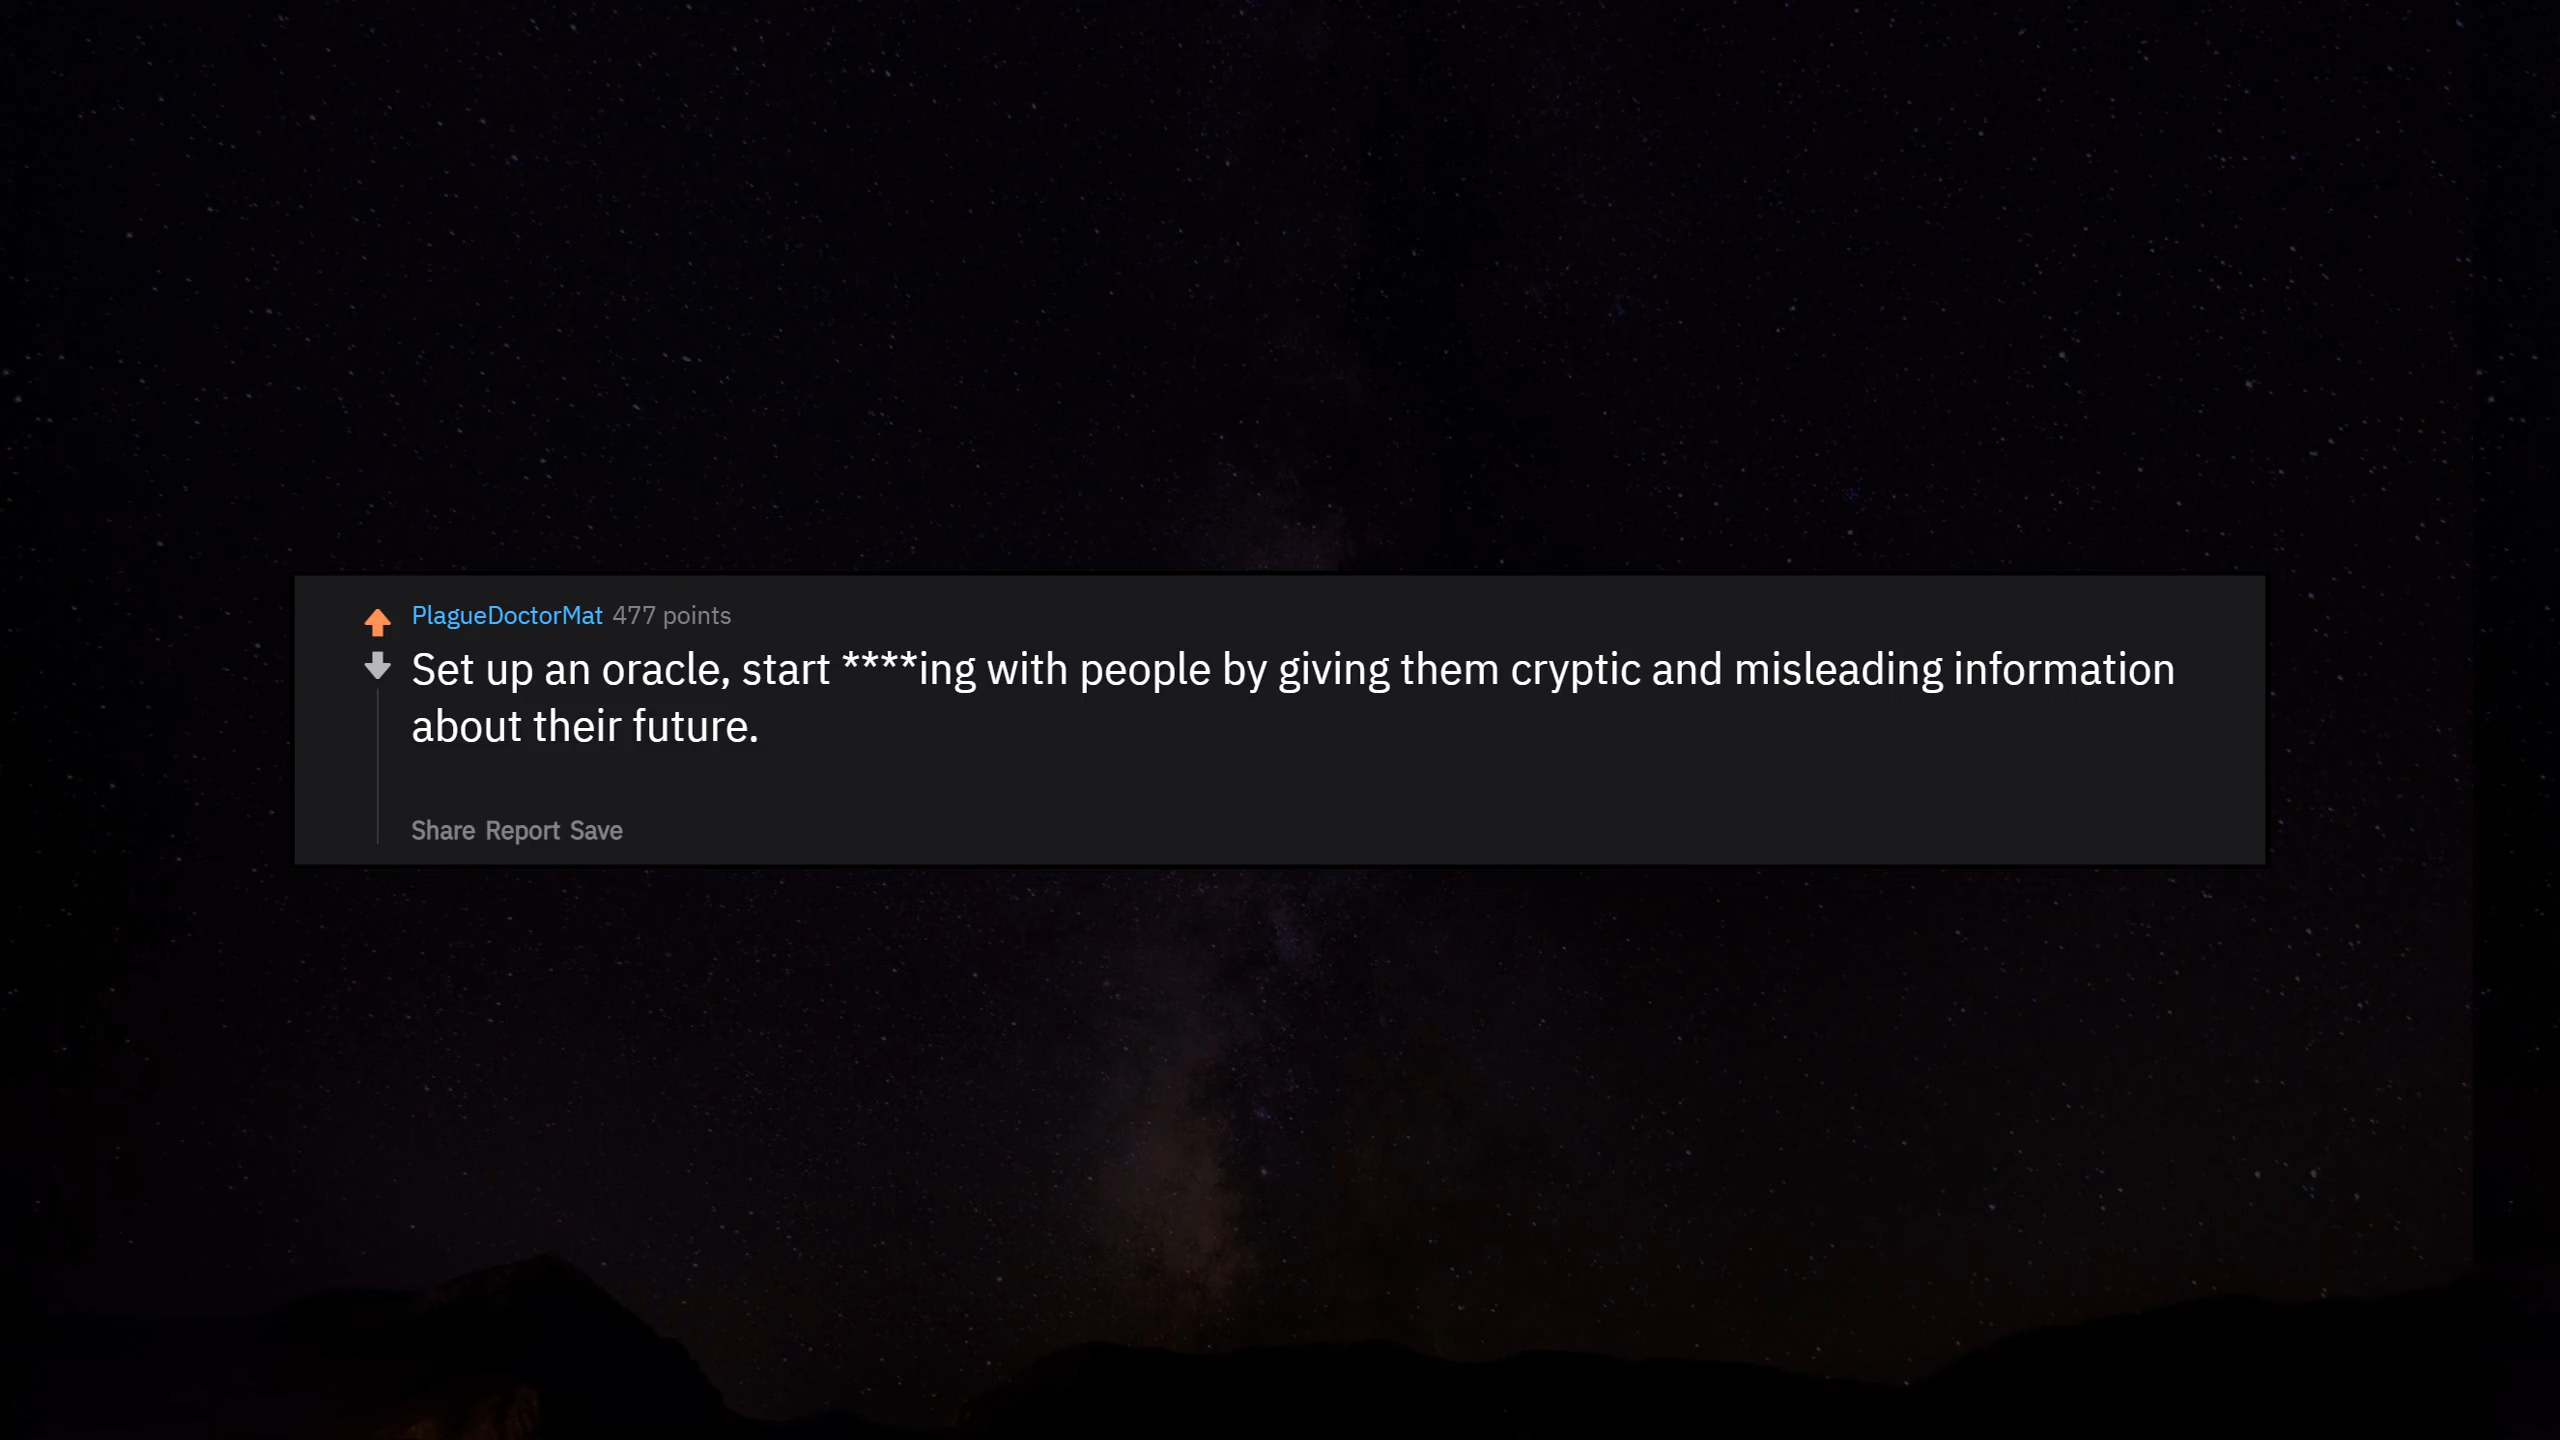 PlagueDoctorMat 477 points
Set up an oracle, start ****ing with people by giving them cryptic and misleading information
about their future.
Share Report Save